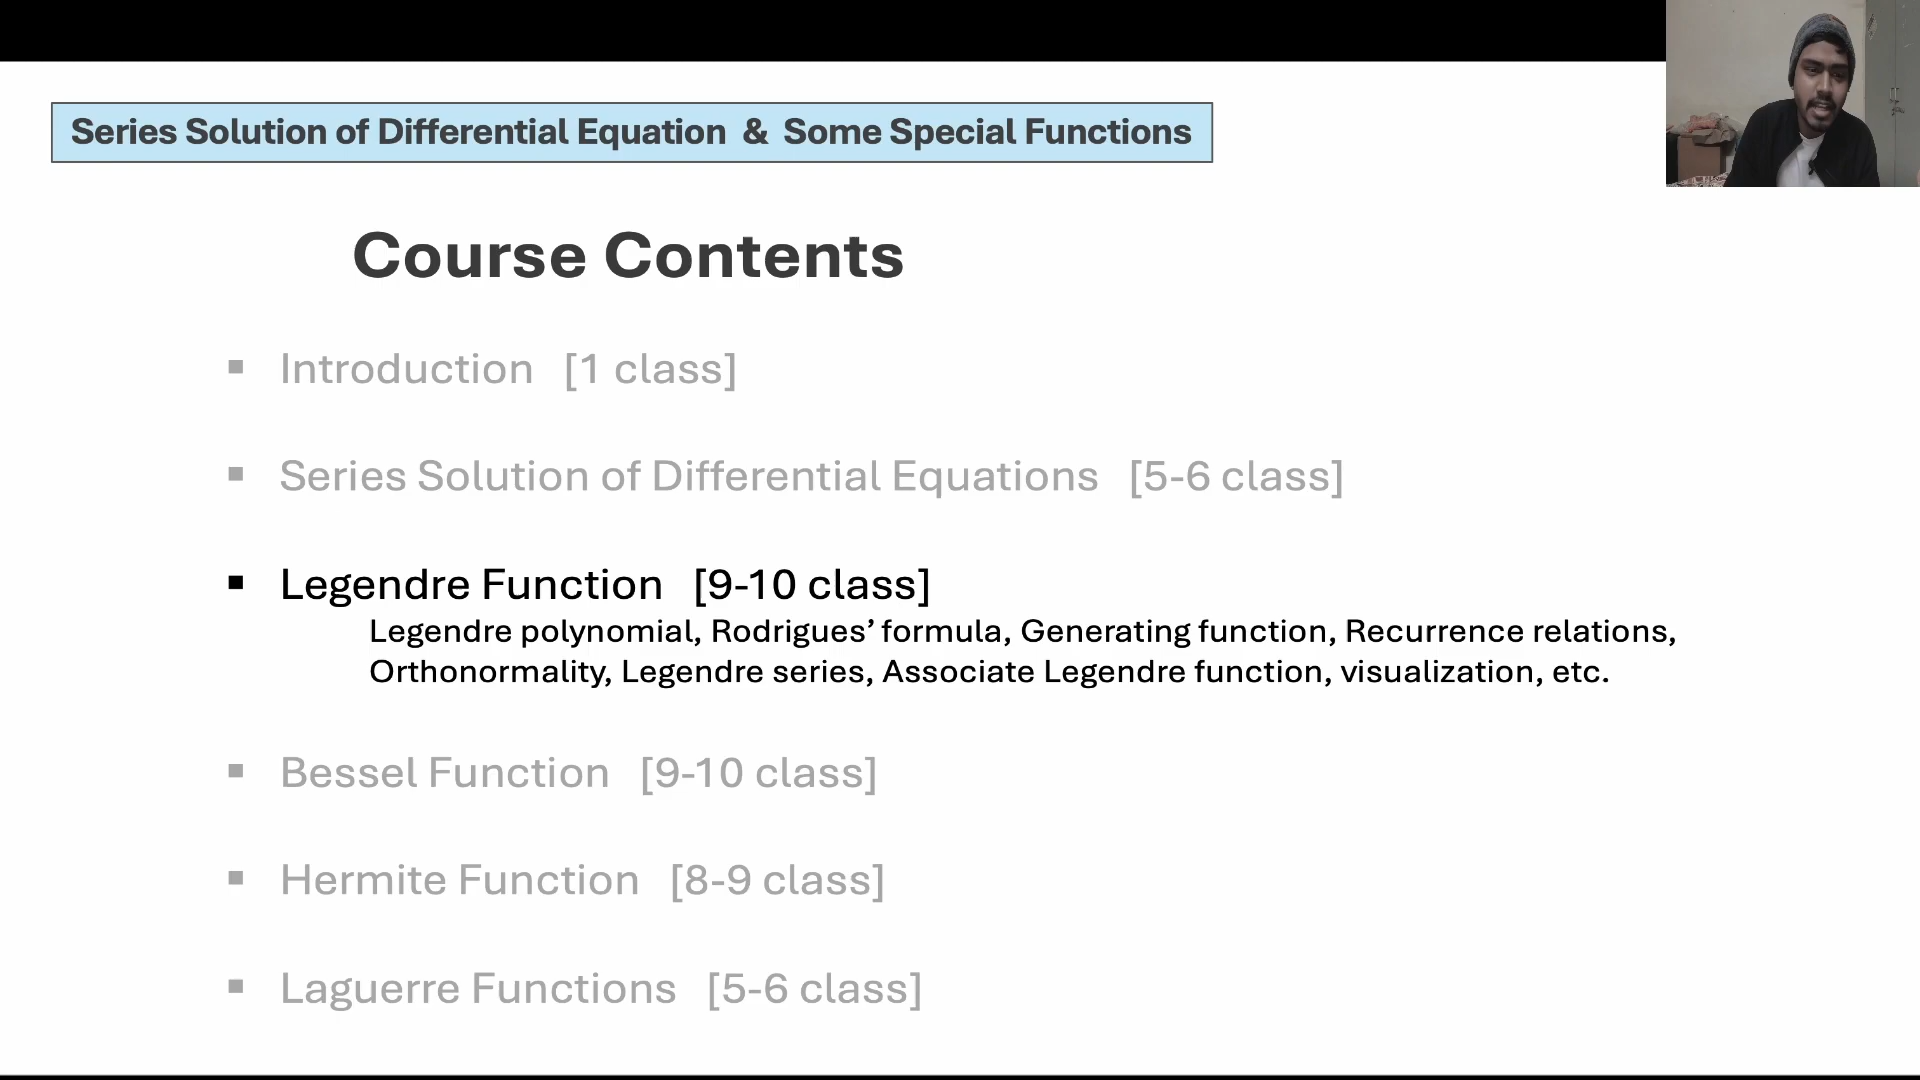 Series Solution of Differential Equation & Some Special Functions
Course Contents
▪ Introduction [1 class]
▪ Series Solution of Differential Equations [5-6 class]
▪ Legendre Function [9-10 class]
Legendre polynomial, Rodrigues’ formula, Generating function, Recurrence relations,
Orthonormality, Legendre series, Associate Legendre function, visualization, etc.
▪ Bessel Function [9-10 class]
▪ Hermite Function [8-9 class]
▪ Laguerre Functions [5-6 class]